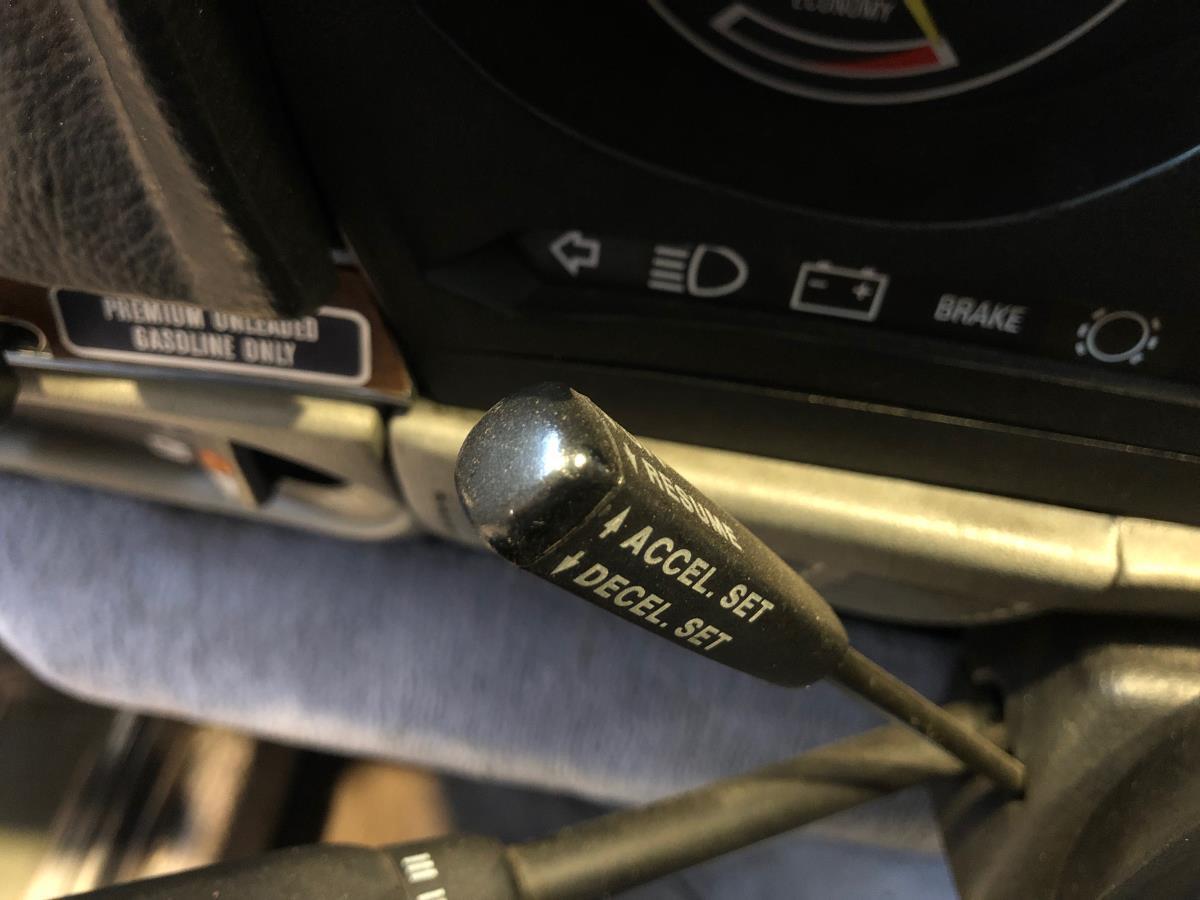 ECONOMY
BRAKE
PREMIUM UNLEADED
GASOLINE ONLY
RESUME
ACCEL. SET
DECEL. SET